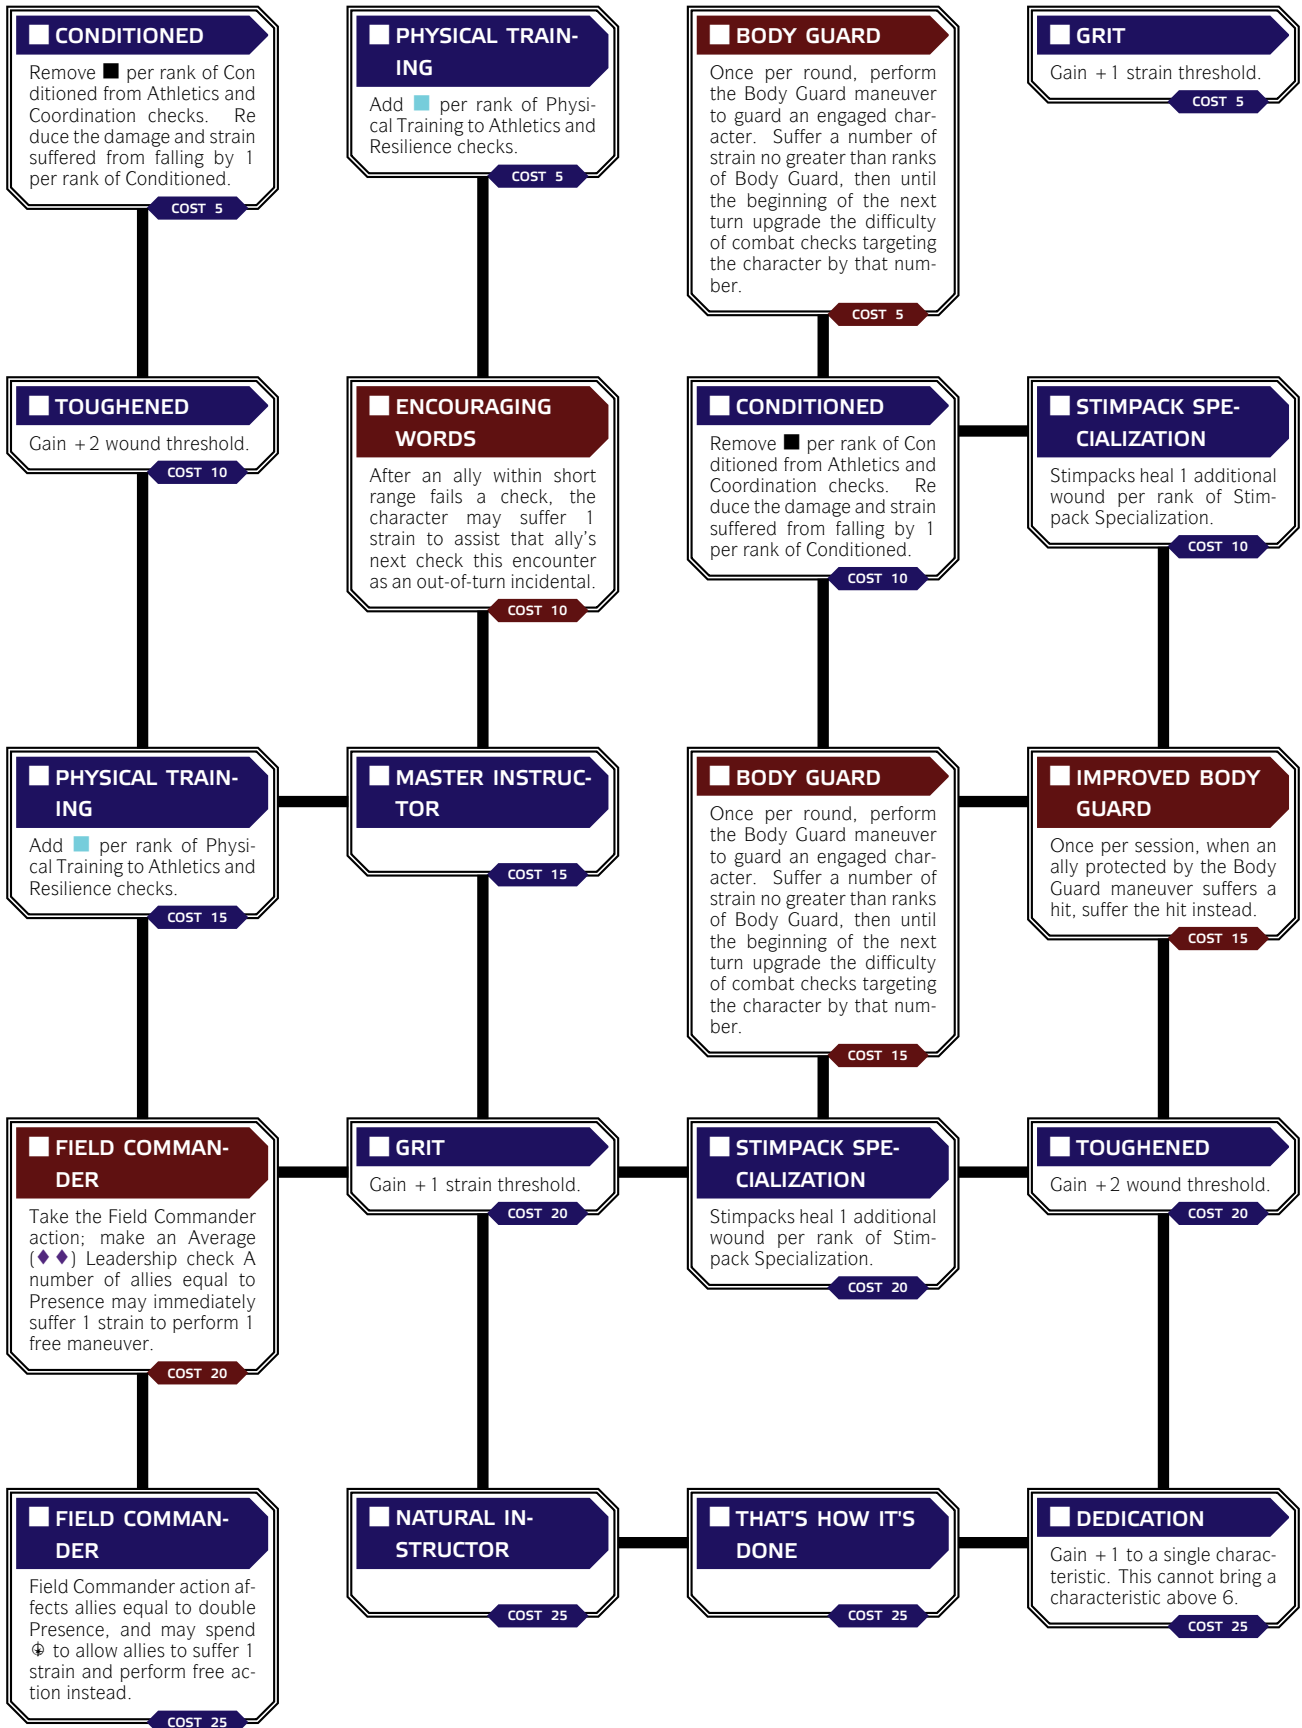 CONDITIONED
Remove per rank of Con
ditioned from Athletics and
Coordination checks. Re
duce the damage and strain
suffered from falling by 1
per rank of Conditioned.
COST 5
PHYSICAL TRAIN-
ING
Add per rank of Physi-
cal Training to Athletics and
Resilience checks.
COST 5
BODY GUARD
Once per round, perform
the Body Guard maneuver
to guard an engaged char-
acter. Suffer a number of
strain no greater than ranks
of Body Guard, then until
the beginning of the next
turn upgrade the difficulty
of combat checks targeting
the character by that num-
ber.
COST 5
GRIT
Gain +1 strain threshold.
COST 5
TOUGHENED
Gain +2 wound threshold.
COST 10
ENCOURAGING
WORDS
After an ally within short
range fails a check, the
character may suffer 1
strain to assist that ally's
next check this encounter
as an out-of-turn incidental.
COST 10
CONDITIONED
Remove per rank of Con
ditioned from Athletics and
Coordination checks. Re
duce the damage and strain
suffered from falling by 1
per rank of Conditioned.
COST 10
STIMPACK SPE-
CIALIZATION
Stimpacks heal 1 additional
wound per rank of Stim-
pack Specialization.
COST 10
PHYSICAL TRAIN-
ING
Add per rank of Physi-
cal Training to Athletics and
Resilience checks.
COST 15
MASTER INSTRUC-
TOR
COST 15
BODY GUARD
Once per round, perform
the Body Guard maneuver
to guard an engaged char-
acter. Suffer a number of
strain no greater than ranks
of Body Guard, then until
the beginning of the next
turn upgrade the difficulty
of combat checks targeting
the character by that num-
ber.
COST 15
IMPROVED BODY
GUARD
Once per session, when an
ally protected by the Body
Guard maneuver suffers a
hit, suffer the hit instead.
COST 15
FIELD COMMAN-
DER
Take the Field Commander
action; make an Average
(♦ ♦) Leadership check A
number of allies equal to
Presence may immediately
suffer 1 strain to perform 1
free maneuver.
COST 20
GRIT
Gain +1 strain threshold.
COST 20
STIMPACK SPE-
CIALIZATION
Stimpacks heal 1 additional
wound per rank of Stim-
pack Specialization.
COST 20
TOUGHENED
Gain +2 wound threshold.
COST 20
FIELD COMMAN-
DER
Field Commander action af-
fects allies equal to double
Presence, and may spend
to allow allies to suffer 1
strain and perform free ac-
tion instead.
COST 25
NATURAL IN-
STRUCTOR
COST 25
THAT'S HOW IT'S
DONE
COST 25
DEDICATION
Gain +1 to a single charac-
teristic. This cannot bring a
characteristic above 6.
COST 25